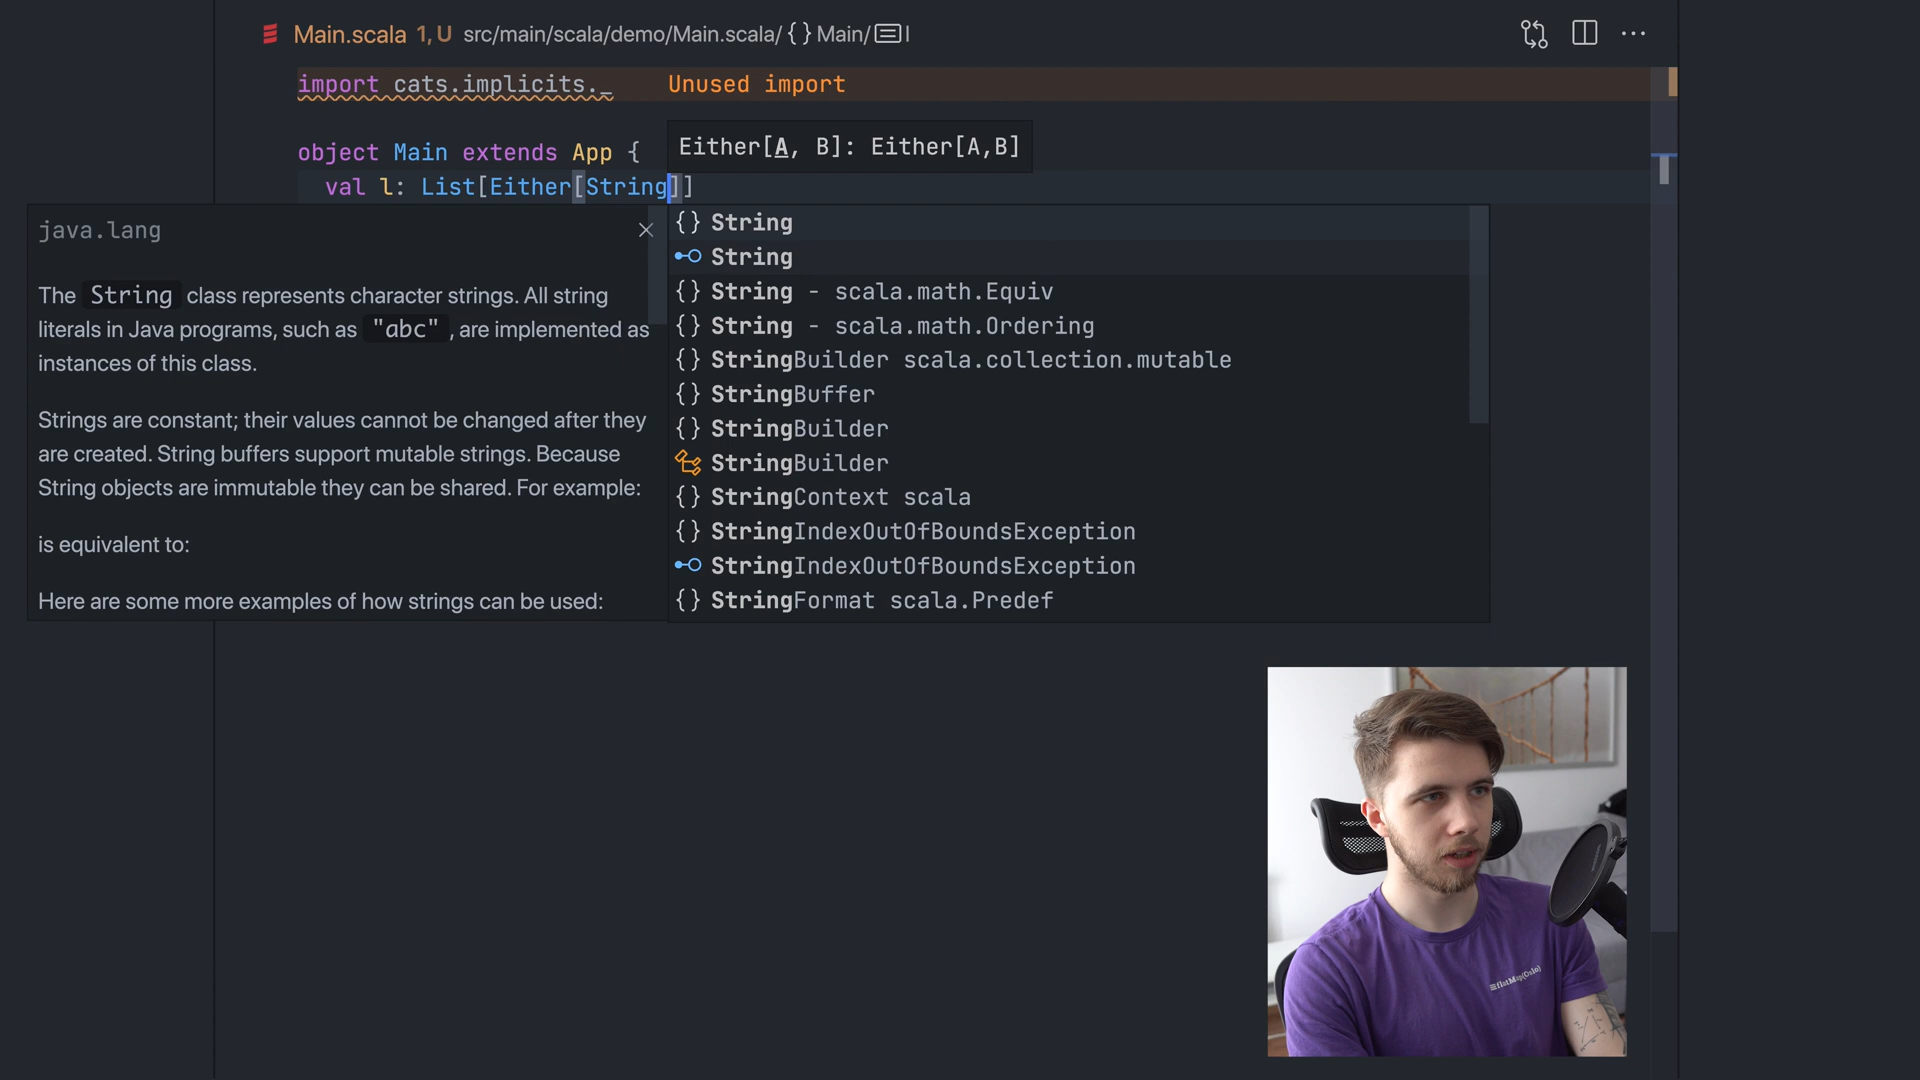 Main.scala 1, U src/main/scala/demo/Main.scala/ {} Main/ l
import cats.implicits._ Unused import
object Main extends App {
Either[A, B]: Either[A,B]
val l: List[Either[String]]
java.lang
The String class represents character strings. All string
literals in Java programs, such as "abc", are implemented as
instances of this class.
Strings are constant; their values cannot be changed after they
are created. String buffers support mutable strings. Because
String objects are immutable they can be shared. For example:
is equivalent to:
Here are some more examples of how strings can be used:
{} String
String
{} String - scala.math.Equiv
{} String - scala.math.Ordering
{} StringBuilder scala.collection.mutable
{} StringBuffer
{} StringBuilder
StringBuilder
{} StringContext scala
{} StringIndexOutOfBoundsException
StringIndexOutOfBoundsException
{} StringFormat scala.Predef
flatMap(Oslo)